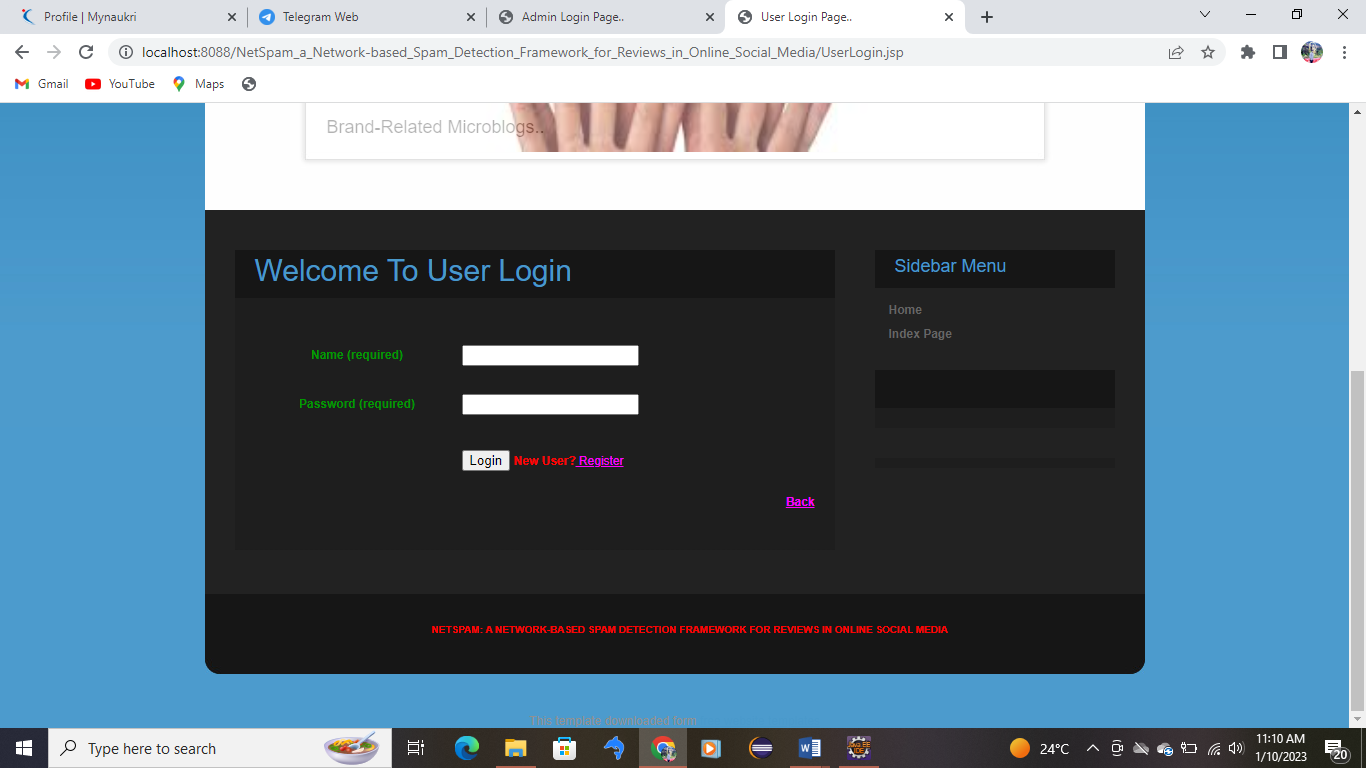 Profile | Mynaukri
Telegram Web
Admin Login Page..
User Login Page..
localhost:8088/NetSpam_a_Network-based_Spam_Detection_Framework_for_Reviews_in_Online_Social_Media/UserLogin.jsp
Gmail
YouTube
Maps
Brand-Related Microblogs..
Welcome To User Login
Sidebar Menu
Home
Index Page
Name (required)
Password (required)
Login New User? Register
Back
NETSPAM: A NETWORK-BASED SPAM DETECTION FRAMEWORK FOR REVIEWS IN ONLINE SOCIAL MEDIA
This template downloaded form
Type here to search
24°C
11:10 AM
1/10/2023
20